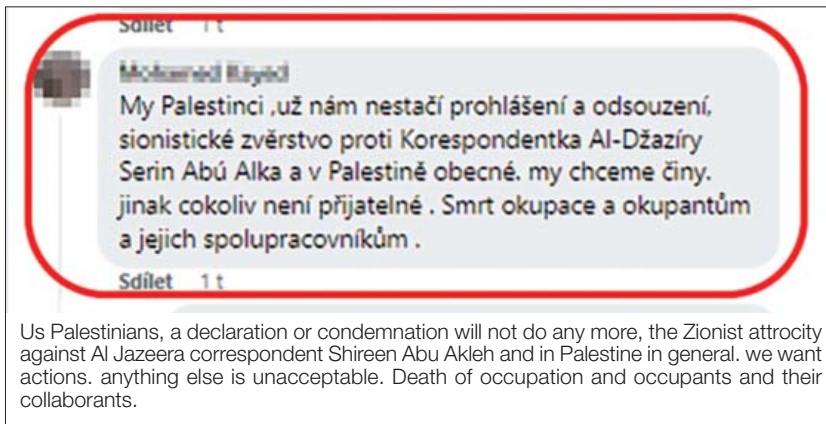 Sdílet 1 t
My Palestinci ,už nám nestačí prohlášení a odsouzení,
sionistické zvěrstvo proti Korespondentka Al-Džazíry
Serin Abú Alka a v Palestině obecné. my chceme činy.
jinak cokoliv není přijatelné . Smrt okupace a okupantům
a jejich spolupracovníkům .
Sdílet 1 t
Us Palestinians, a declaration or condemnation will not do any more, the Zionist attrocity
against Al Jazeera correspondent Shireen Abu Akleh and in Palestine in general. we want
actions. anything else is unacceptable. Death of occupation and occupants and their
collaborants.